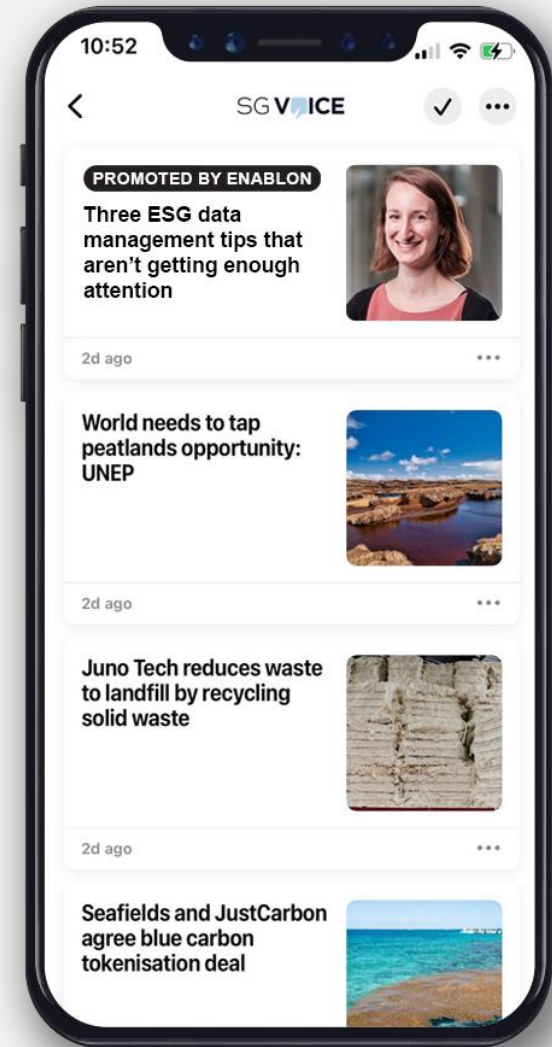 10:52
SG VOICE
PROMOTED BY ENABLON
Three ESG data
management tips that
aren’t getting enough
attention
2d ago
World needs to tap
peatlands opportunity:
UNEP
2d ago
Juno Tech reduces waste
to landfill by recycling
solid waste
2d ago
Seafields and JustCarbon
agree blue carbon
tokenisation deal